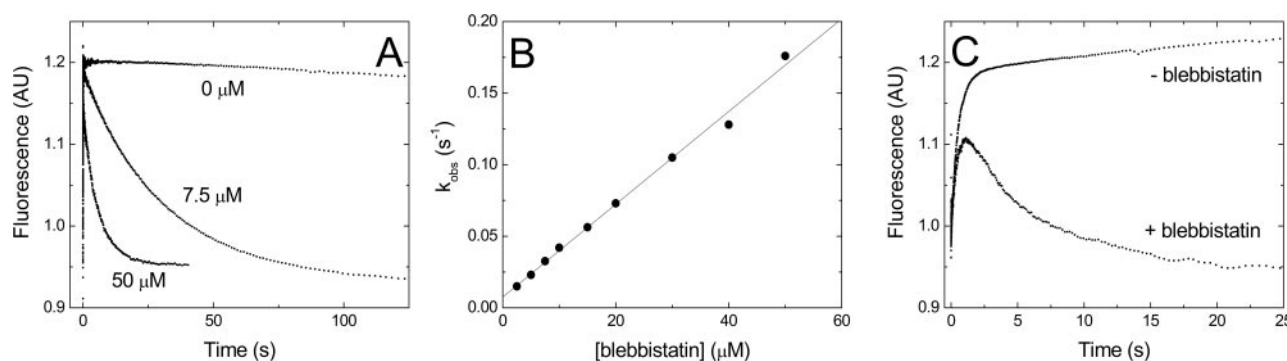 A
Fluorescence (AU)
1.2
1.1
1.0
0.9
0 μM
7.5 μM
50 μM
0 50 100
Time (s)
B
k_obs (s⁻¹)
0.20
0.15
0.10
0.05
0.00
0 20 40 60
[blebbistatin] (μM)
C
Fluorescence (AU)
1.2
1.1
1.0
0.9
- blebbistatin
+ blebbistatin
0 5 10 15 20 25
Time (s)